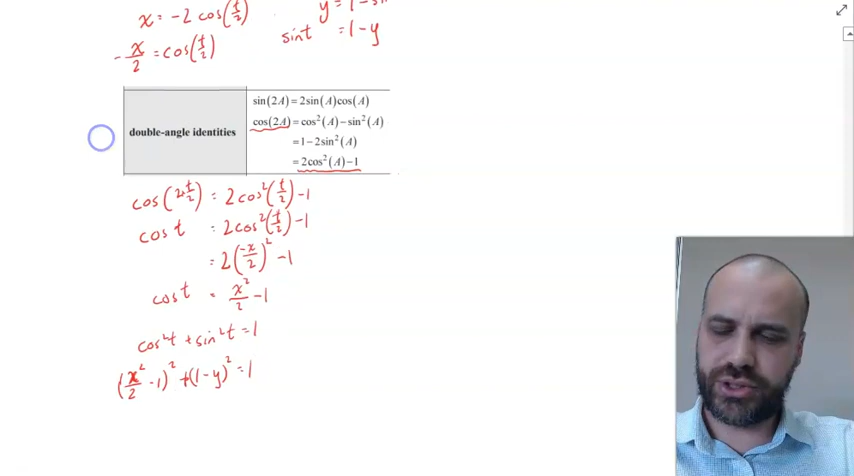 x = -2 cos(t/2)
y = 1 - sin
-x/2 = cos(t/2)
sint = 1 - y
double-angle identities
sin(2A) = 2sin(A)cos(A)
cos(2A) = cos²(A) − sin²(A)
= 1 − 2sin²(A)
= 2cos²(A) − 1
cos(2×t/2) = 2cos²(t/2) - 1
cos t = 2cos²(t/2) - 1
= 2(-x/2)² - 1
cos t = x²/2 - 1
cos²t + sin²t = 1
(x²/2 - 1)² + (1 - y)² = 1